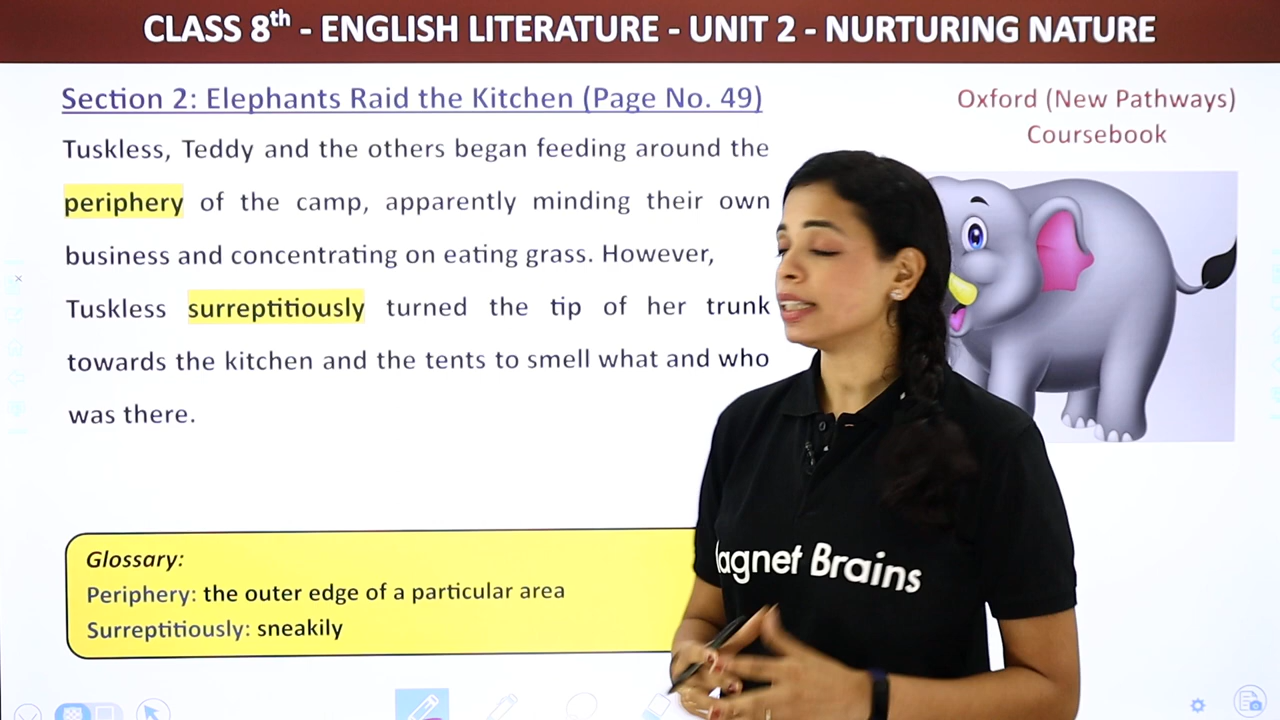 CLASS 8th - ENGLISH LITERATURE - UNIT 2 - NURTURING NATURE
Section 2: Elephants Raid the Kitchen (Page No. 49)
Oxford (New Pathways)
Coursebook
Tuskless, Teddy and the others began feeding around the
periphery of the camp, apparently minding their own
business and concentrating on eating grass. However,
Tuskless surreptitiously turned the tip of her trunk
towards the kitchen and the tents to smell what and who
was there.
Glossary:
Periphery: the outer edge of a particular area
Surreptitiously: sneakily
agnet Brains